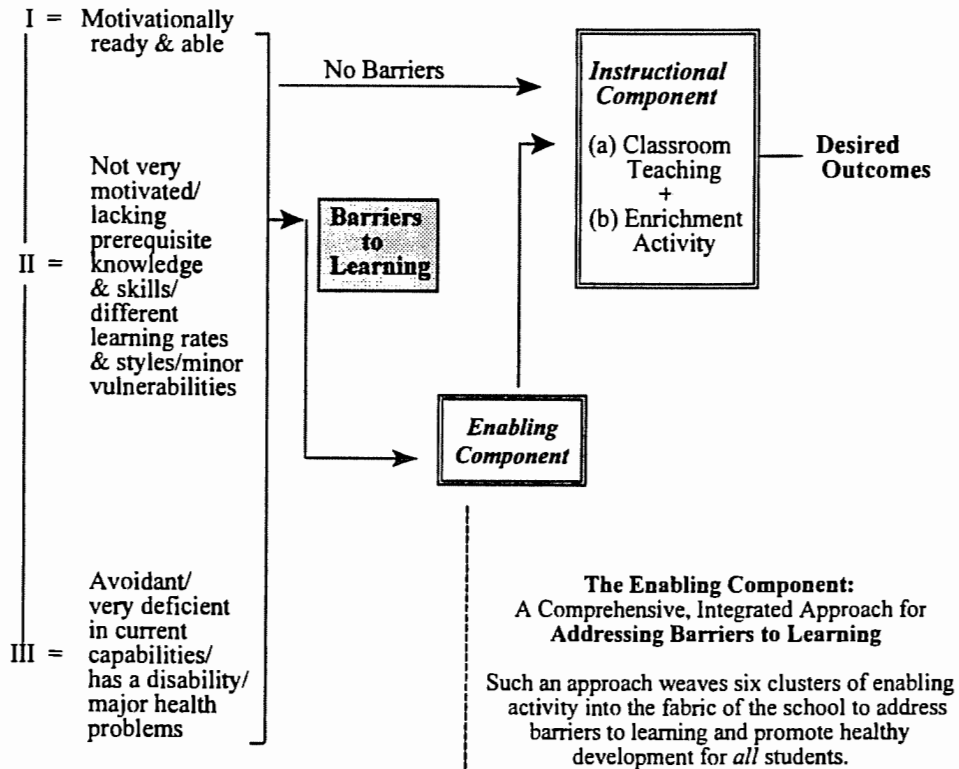 I = Motivationally
ready & able
No Barriers
Instructional
Component
(a) Classroom
Teaching
+
(b) Enrichment
Activity
Desired
Outcomes
II =
Not very
motivated/
lacking
prerequisite
knowledge
& skills/
different
learning rates
& styles/minor
vulnerabilities
Barriers
to
Learning
Enabling
Component
III =
Avoidant/
very deficient
in current
capabilities/
has a disability/
major health
problems
The Enabling Component:
A Comprehensive, Integrated Approach for
Addressing Barriers to Learning
Such an approach weaves six clusters of enabling
activity into the fabric of the school to address
barriers to learning and promote healthy
development for all students.